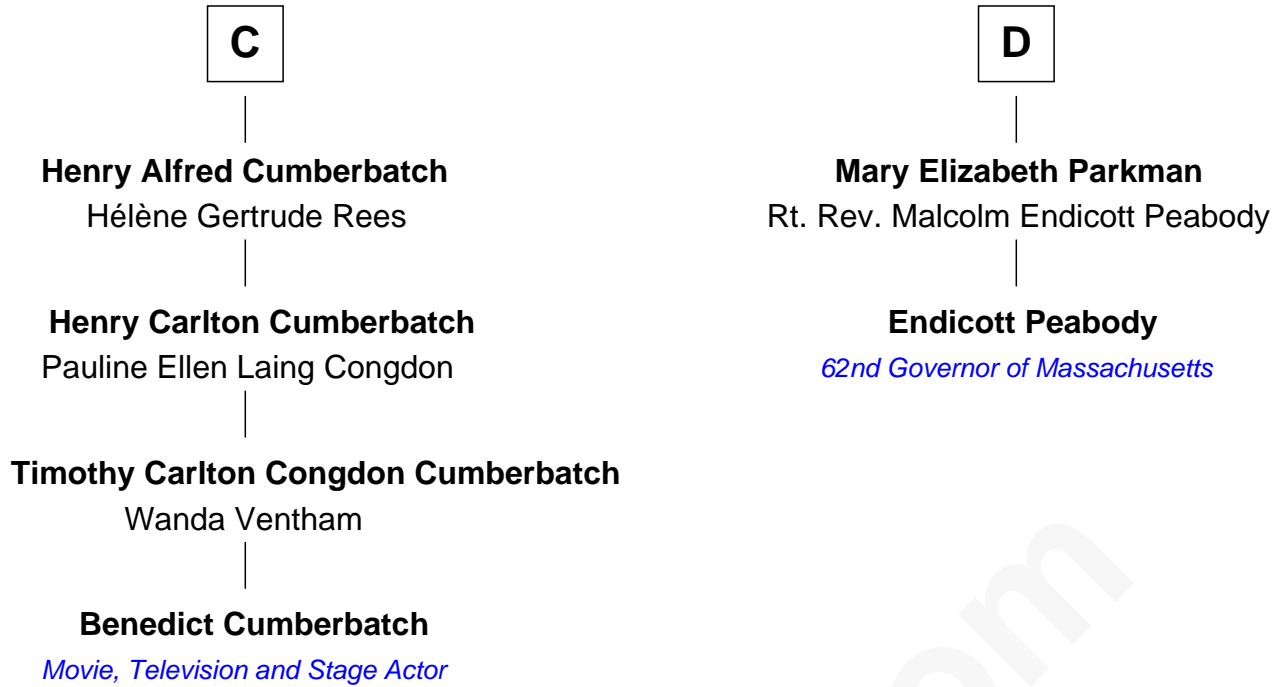 C
Henry Alfred Cumberbatch
Hélène Gertrude Rees
Henry Carlton Cumberbatch
Pauline Ellen Laing Congdon
Timothy Carlton Congdon Cumberbatch
Wanda Ventham
Benedict Cumberbatch
Movie, Television and Stage Actor
D
Mary Elizabeth Parkman
Rt. Rev. Malcolm Endicott Peabody
Endicott Peabody
62nd Governor of Massachusetts
om